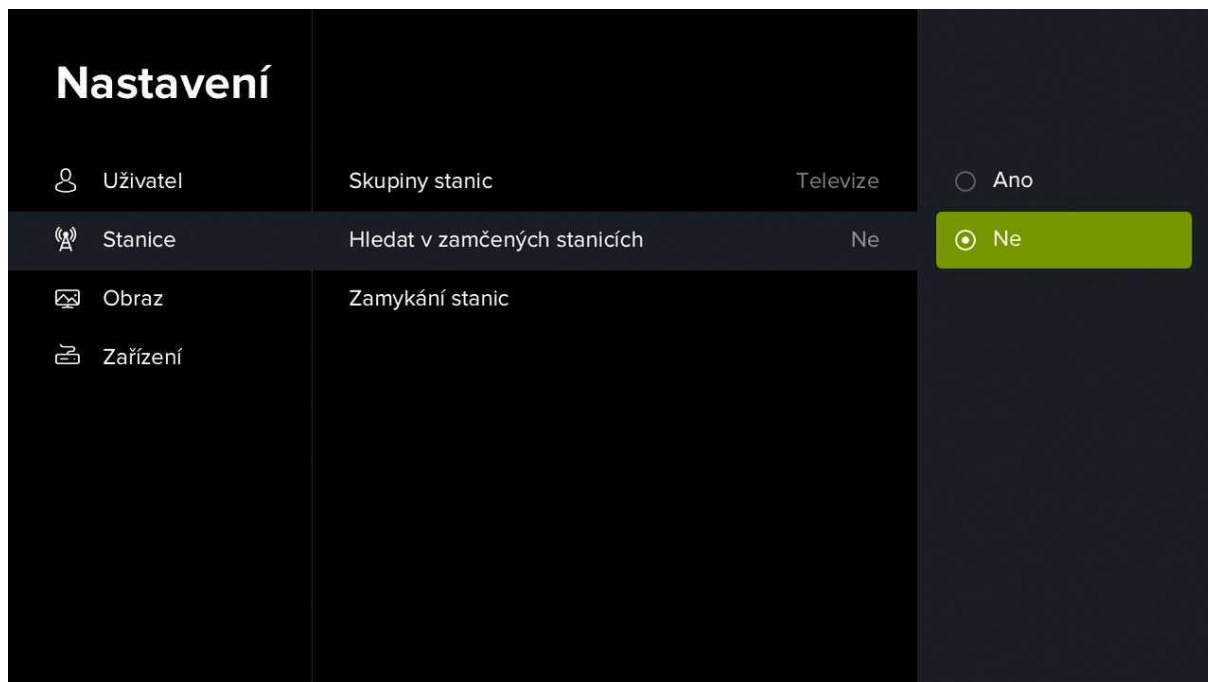 Nastavení
Uživatel
Skupiny stanic
Televize
Ano
Stanice
Hledat v zamčených stanicích
Ne
Ne
Obraz
Zamykání stanic
Zařízení